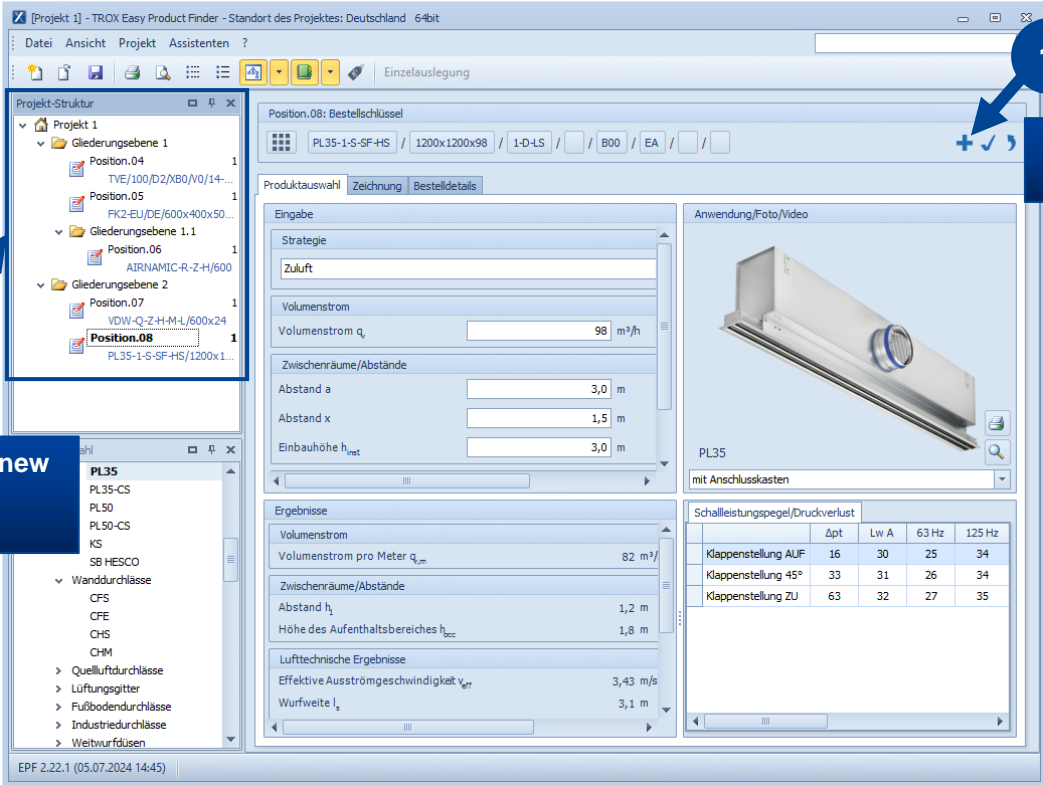 [Projekt 1] - TROX Easy Product Finder - Standort des Projektes: Deutschland 64bit
Datei Ansicht Projekt Assistenten ?
Einzelauslegung
Projekt-Struktur
Projekt 1
Gliederungsebene 1
Position.04 1
TVE/100/D2/XB0/V0/14-...
Position.05 1
FK2-EU/DE/600x400x50...
Gliederungsebene 1.1
Position.06 1
AIRNAMIC-R-Z-H/600
Gliederungsebene 2
Position.07 1
VDW-Q-Z-H-M-L/600x24
Position.08 1
PL35-1-S-SF-HS/1200x1...
new
PL35
PL35-CS
PL50
PL50-CS
KS
SB HESCO
Wanddurchlässe
CFS
CFE
CHS
CHM
Quellluftdurchlässe
Lüftungsgitter
Fußbodendurchlässe
Industriedurchlässe
Weitwurfdüsen
Position.08: Bestellschlüssel
PL35-1-S-SF-HS / 1200x1200x98 / 1-D-LS / / B00 / EA / /
Produktauswahl Zeichnung Bestelldetails
Eingabe
Strategie
Zuluft
Volumenstrom
Volumenstrom qv 98 m³/h
Zwischenräume/Abstände
Abstand a 3,0 m
Abstand x 1,5 m
Einbauhöhe hinst 3,0 m
Ergebnisse
Volumenstrom
Volumenstrom pro Meter qv,m 82 m³/
Zwischenräume/Abstände
Abstand h1 1,2 m
Höhe des Aufenthaltsbereiches hocc 1,8 m
Lufttechnische Ergebnisse
Effektive Ausströmgeschwindigkeit veff 3,43 m/s
Wurfweite ls 3,1 m
Anwendung/Foto/Video
PL35
mit Anschlusskasten
Schallleistungspegel/Druckverlust
Δpt Lw A 63 Hz 125 Hz
Klappenstellung AUF 16 30 25 34
Klappenstellung 45° 33 31 26 34
Klappenstellung ZU 63 32 27 35
EPF 2.22.1 (05.07.2024 14:45)